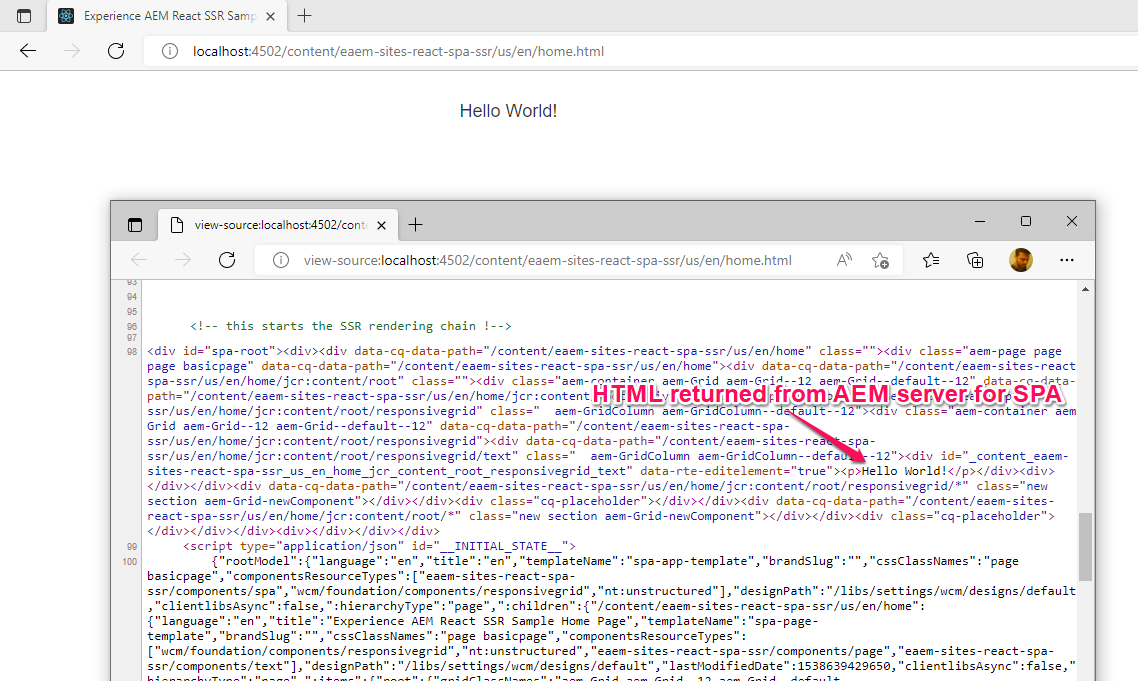 Experience AEM React SSR Samp
localhost:4502/content/eaem-sites-react-spa-ssr/us/en/home.html
Hello World!
view-source:localhost:4502/cont
view-source:localhost:4502/content/eaem-sites-react-spa-ssr/us/en/home.html
93
94
95
96 <!-- this starts the SSR rendering chain !-->
97
98 <div id="spa-root"><div><div data-cq-data-path="/content/eaem-sites-react-spa-ssr/us/en/home" class=""><div class="aem-page page
page basicpage" data-cq-data-path="/content/eaem-sites-react-spa-ssr/us/en/home"><div data-cq-data-path="/content/eaem-sites-react-
spa-ssr/us/en/home/jcr:content/root" class=""><div class="aem-container aem-Grid aem-Grid--12 aem-Grid--default--12" data-cq-data-
path="/content/eaem-sites-react-spa-ssr/us/en/home/jcr:content/
HTML returned from AEM server for SPA
ssr/us/en/home/jcr:content/root/responsivegrid" class="  aem-GridColumn aem-GridColumn--default--12"><div class="aem-container aem-
Grid aem-Grid--12 aem-Grid--default--12" data-cq-data-path="/content/eaem-sites-react-spa-
ssr/us/en/home/jcr:content/root/responsivegrid"><div data-cq-data-path="/content/eaem-sites-react-spa-
ssr/us/en/home/jcr:content/root/responsivegrid/text" class="  aem-GridColumn aem-GridColumn--default--12"><div id="_content_eaem-
sites-react-spa-ssr_us_en_home_jcr_content_root_responsivegrid_text" data-rte-editelement="true"><p>Hello World!</p></div><div>
</div></div><div data-cq-data-path="/content/eaem-sites-react-spa-ssr/us/en/home/jcr:content/root/responsivegrid/*" class="new
section aem-Grid-newComponent"></div></div><div class="cq-placeholder"></div></div><div data-cq-data-path="/content/eaem-sites-
react-spa-ssr/us/en/home/jcr:content/root/*" class="new section aem-Grid-newComponent"></div></div><div class="cq-placeholder">
</div></div></div></div></div></div></div>
99 <script type="application/json" id="__INITIAL_STATE__">
100 {"rootModel":{"language":"en","title":"en","templateName":"spa-app-template","brandSlug":"","cssClassNames":"page
basicpage","componentsResourceTypes":["eaem-sites-react-spa-
ssr/components/spa","wcm/foundation/components/responsivegrid","nt:unstructured"],"designPath":"/libs/settings/wcm/designs/default"
,"clientlibsAsync":false,":hierarchyType":"page",":children":{"/content/eaem-sites-react-spa-ssr/us/en/home":
{"language":"en","title":"Experience AEM React SSR Sample Home Page","templateName":"spa-page-
template","brandSlug":"","cssClassNames":"page basicpage","componentsResourceTypes":
["wcm/foundation/components/responsivegrid","nt:unstructured","eaem-sites-react-spa-ssr/components/page","eaem-sites-react-spa-
ssr/components/text"],"designPath":"/libs/settings/wcm/designs/default","lastModifiedDate":1538639429650,"clientlibsAsync":false,"